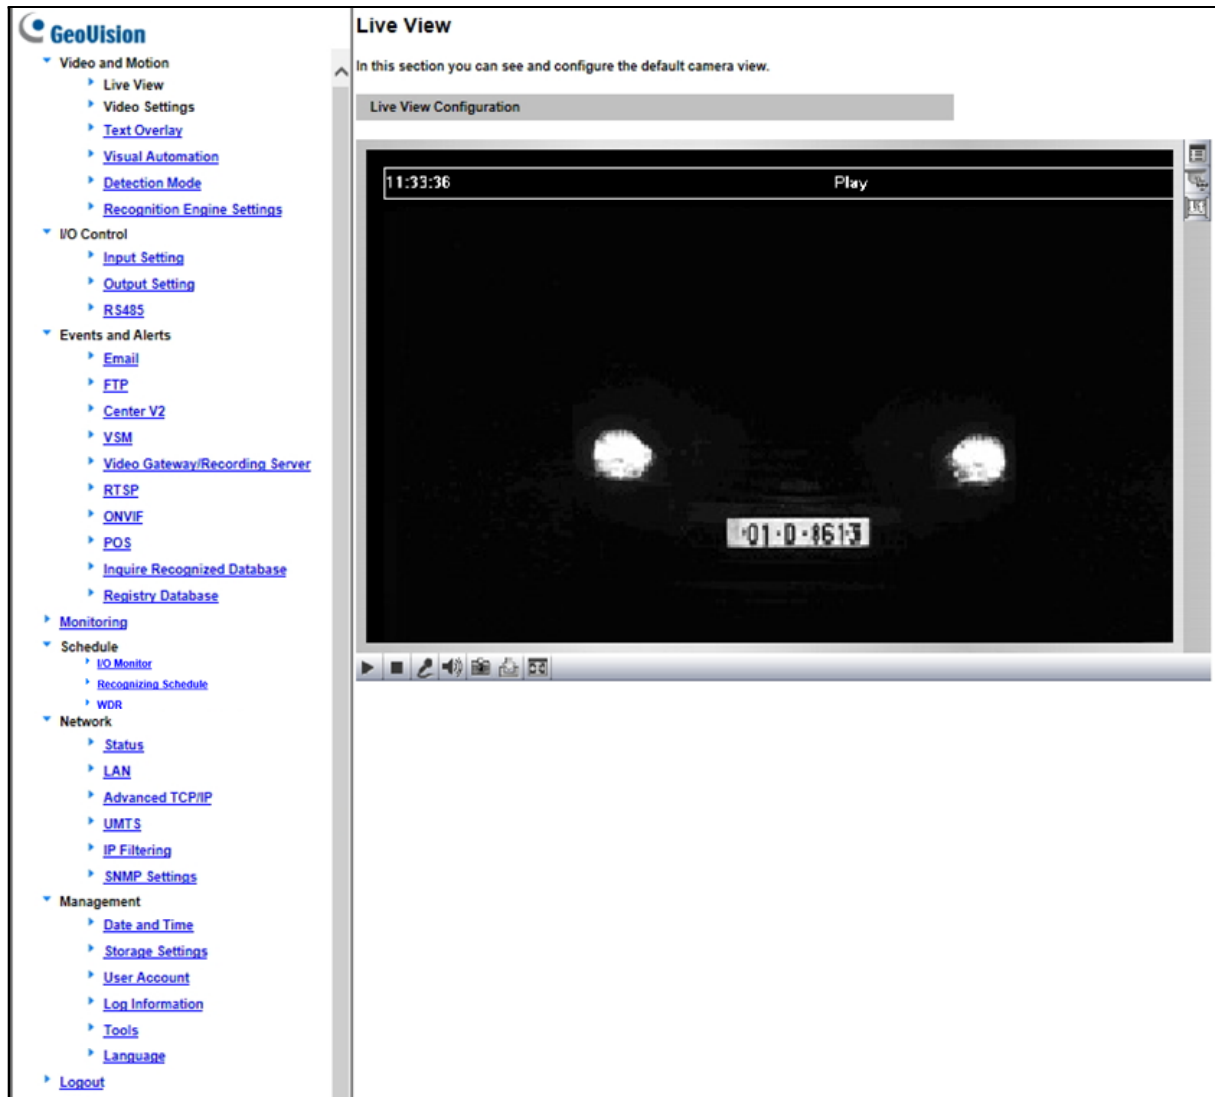 GeoVision
Video and Motion
Live View
Video Settings
Text Overlay
Visual Automation
Detection Mode
Recognition Engine Settings
I/O Control
Input Setting
Output Setting
RS485
Events and Alerts
Email
FTP
Center V2
VSM
Video Gateway/Recording Server
RTSP
ONVIF
POS
Inquire Recognized Database
Registry Database
Monitoring
Schedule
I/O Monitor
Recognizing Schedule
WDR
Network
Status
LAN
Advanced TCP/IP
UMTS
IP Filtering
SNMP Settings
Management
Date and Time
Storage Settings
User Account
Log Information
Tools
Language
Logout
Live View
In this section you can see and configure the default camera view.
Live View Configuration
11:33:36 Play